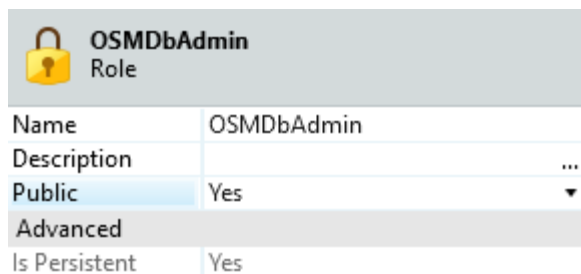 OSMDbAdmin
Role
Name OSMDbAdmin
Description ...
Public Yes
Advanced
Is Persistent Yes